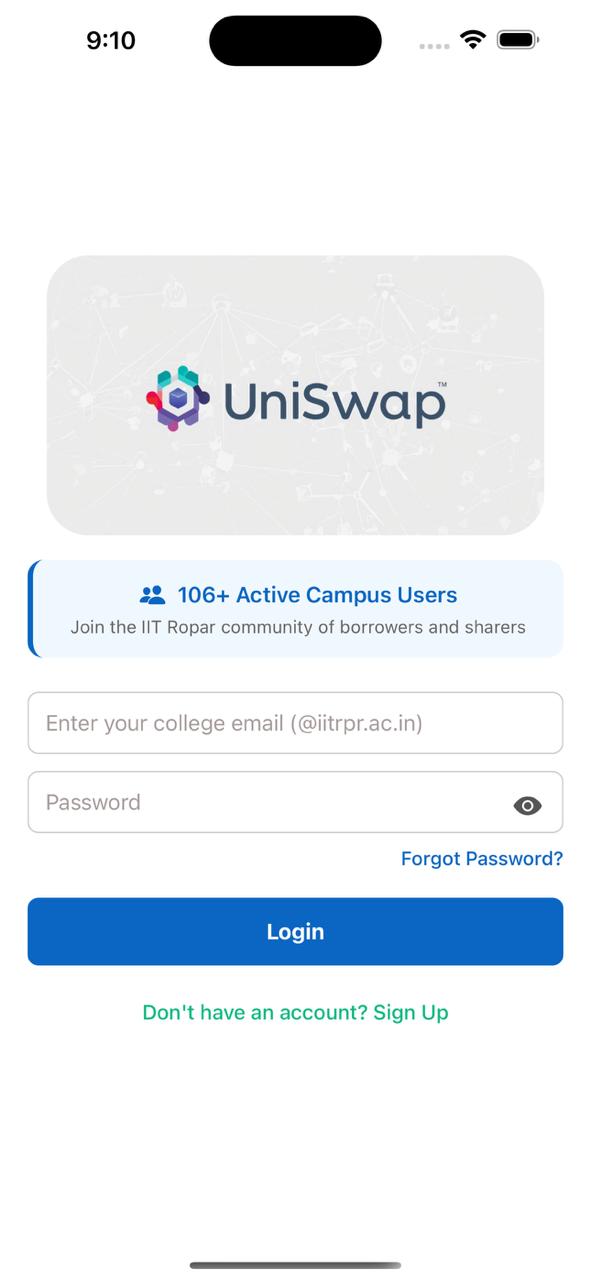 9:10
UniSwap™
106+ Active Campus Users
Join the IIT Ropar community of borrowers and sharers
Enter your college email (@iitrpr.ac.in)
Password
Forgot Password?
Login
Don't have an account? Sign Up